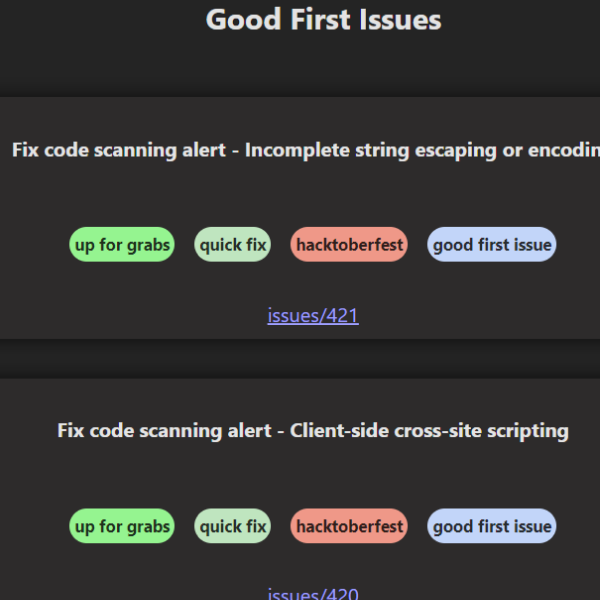 Good First Issues
Fix code scanning alert - Incomplete string escaping or encodin
up for grabs quick fix hacktoberfest good first issue
issues/421
Fix code scanning alert - Client-side cross-site scripting
up for grabs quick fix hacktoberfest good first issue
issues/420